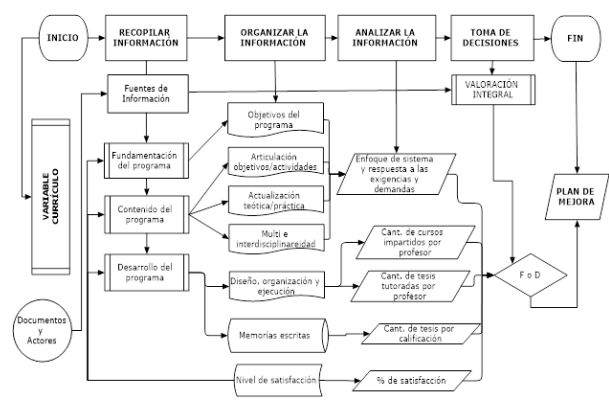 INICIO
RECOPILAR
INFORMACIÓN
ORGANIZAR LA
INFORMACIÓN
ANALIZAR LA
INFORMACIÓN
TOMA DE
DECISIONES
FIN
Fuentes de
Información
VALORACIÓN
INTEGRAL
Objetivos del
programa
VARIABLE
CURRÍCULO
Fundamentación
del programa
Articulación
objetivos/actividades
Enfoque de sistema
y respuesta a las
exigencias y
demandas
Actualización
teótica/práctica
PLAN DE
MEJORA
Contenido del
programa
Multi e
interdisciplinareidad
Cant. de cursos
impartidos por
profesor
Desarrollo del
programa
Diseño, organización y
ejecución
Cant. de tesis
tutoradas por
profesor
F o D
Documentos
y
Actores
Memorías escritas
Cant. de tesis por
calificación
Nivel de satisfacción
% de satisfacción